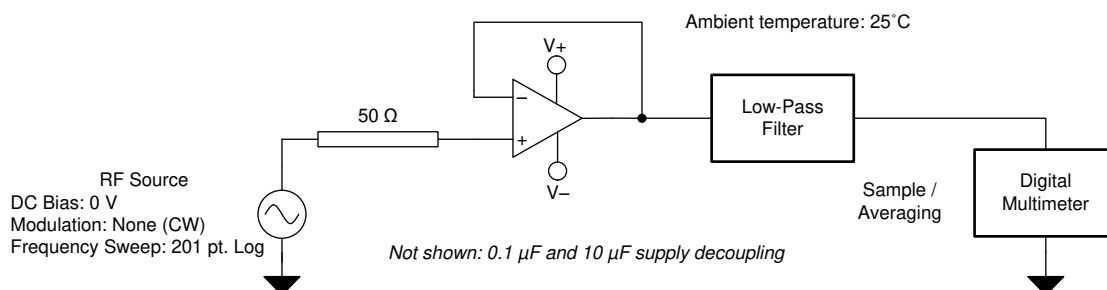 Ambient temperature: 25˚C
V+
−
+
V−
50 Ω
Low-Pass
Filter
RF Source
DC Bias: 0 V
Modulation: None (CW)
Frequency Sweep: 201 pt. Log
Sample /
Averaging
Digital
Multimeter
Not shown: 0.1 µF and 10 µF supply decoupling